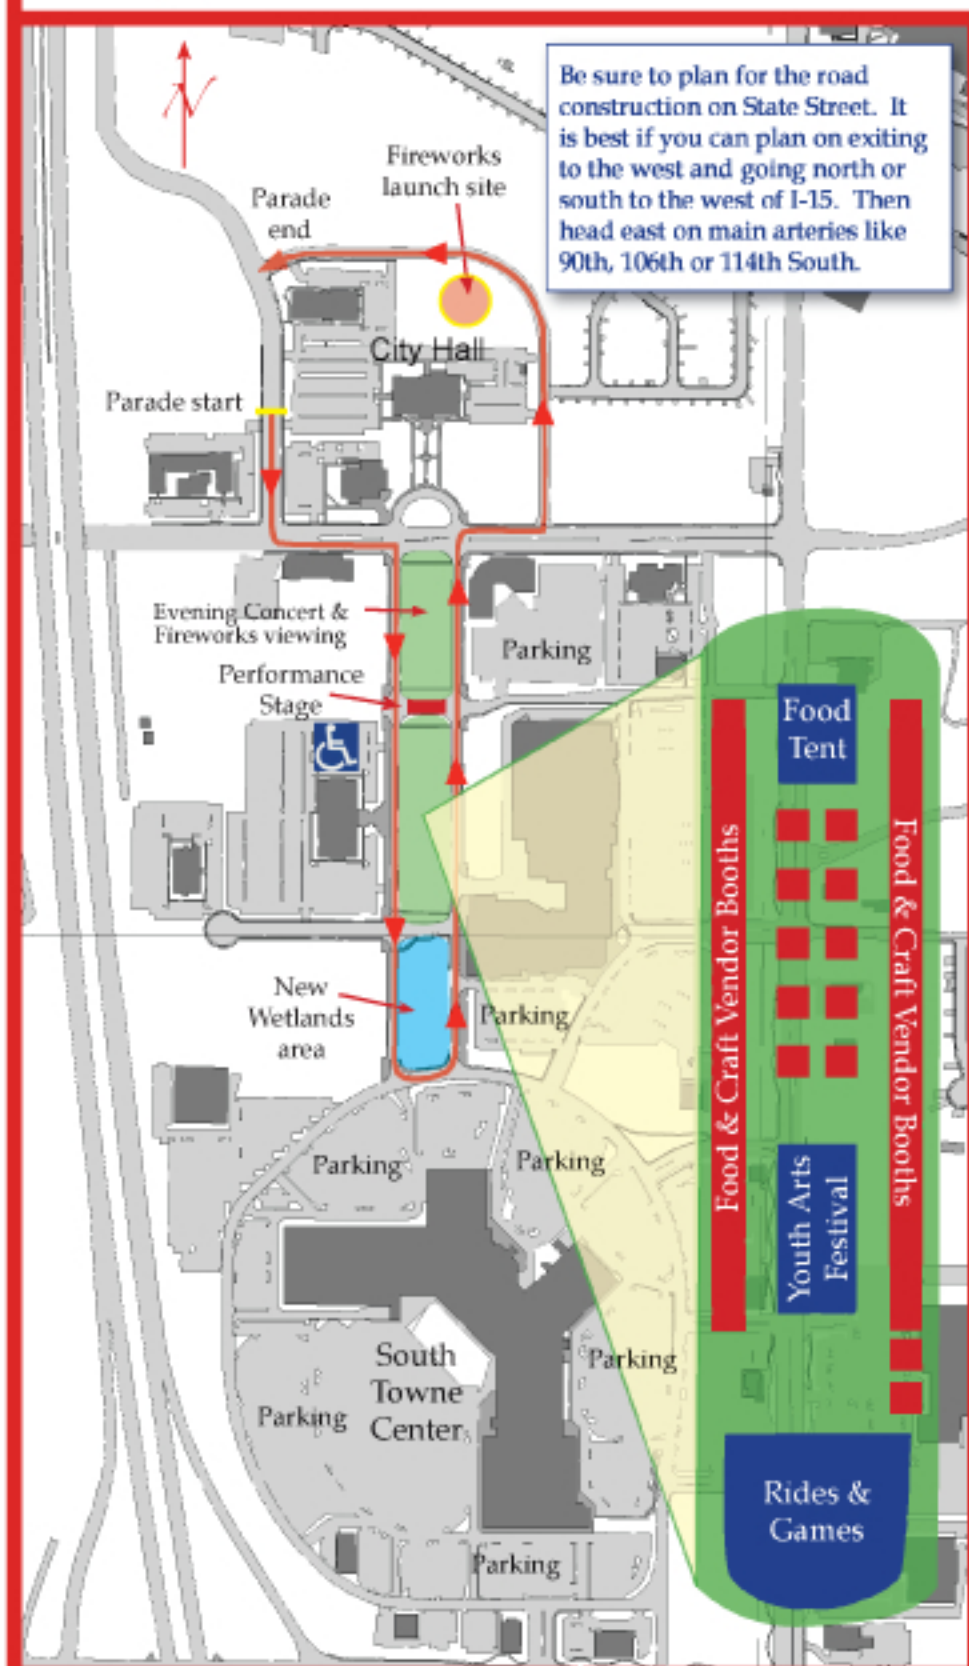 Be sure to plan for the road
construction on State Street. It
is best if you can plan on exiting
to the west and going north or
south to the west of I-15. Then
head east on main arteries like
90th, 106th or 114th South.
N
Fireworks
launch site
Parade
end
City Hall
Parade start
Evening Concert &
Fireworks viewing
Parking
Performance
Stage
Food
Tent
Food & Craft Vendor Booths
Food & Craft Vendor Booths
New
Wetlands
area
Parking
Parking
Parking
Youth Arts
Festival
South
Towne
Center
Parking
Parking
Rides &
Games
Parking